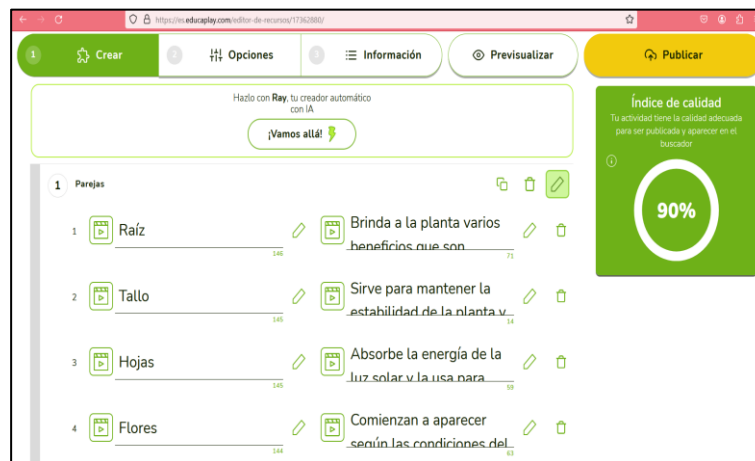 https://es.educaplay.com/editor-de-recursos/17362880/
1 Crear
2 Opciones
3 Información
Previsualizar
Publicar
Hazlo con Ray, tu creador automático
con IA
¡Vamos allá!
Índice de calidad
Tu actividad tiene la calidad adecuada
para ser publicada y aparecer en el
buscador
90%
1 Parejas
1 Raíz
146
Brinda a la planta varios
beneficios que son
71
2 Tallo
145
Sirve para mantener la
estabilidad de la planta y
14
3 Hojas
145
Absorbe la energía de la
luz solar y la usa para
59
4 Flores
144
Comienzan a aparecer
según las condiciones del
63